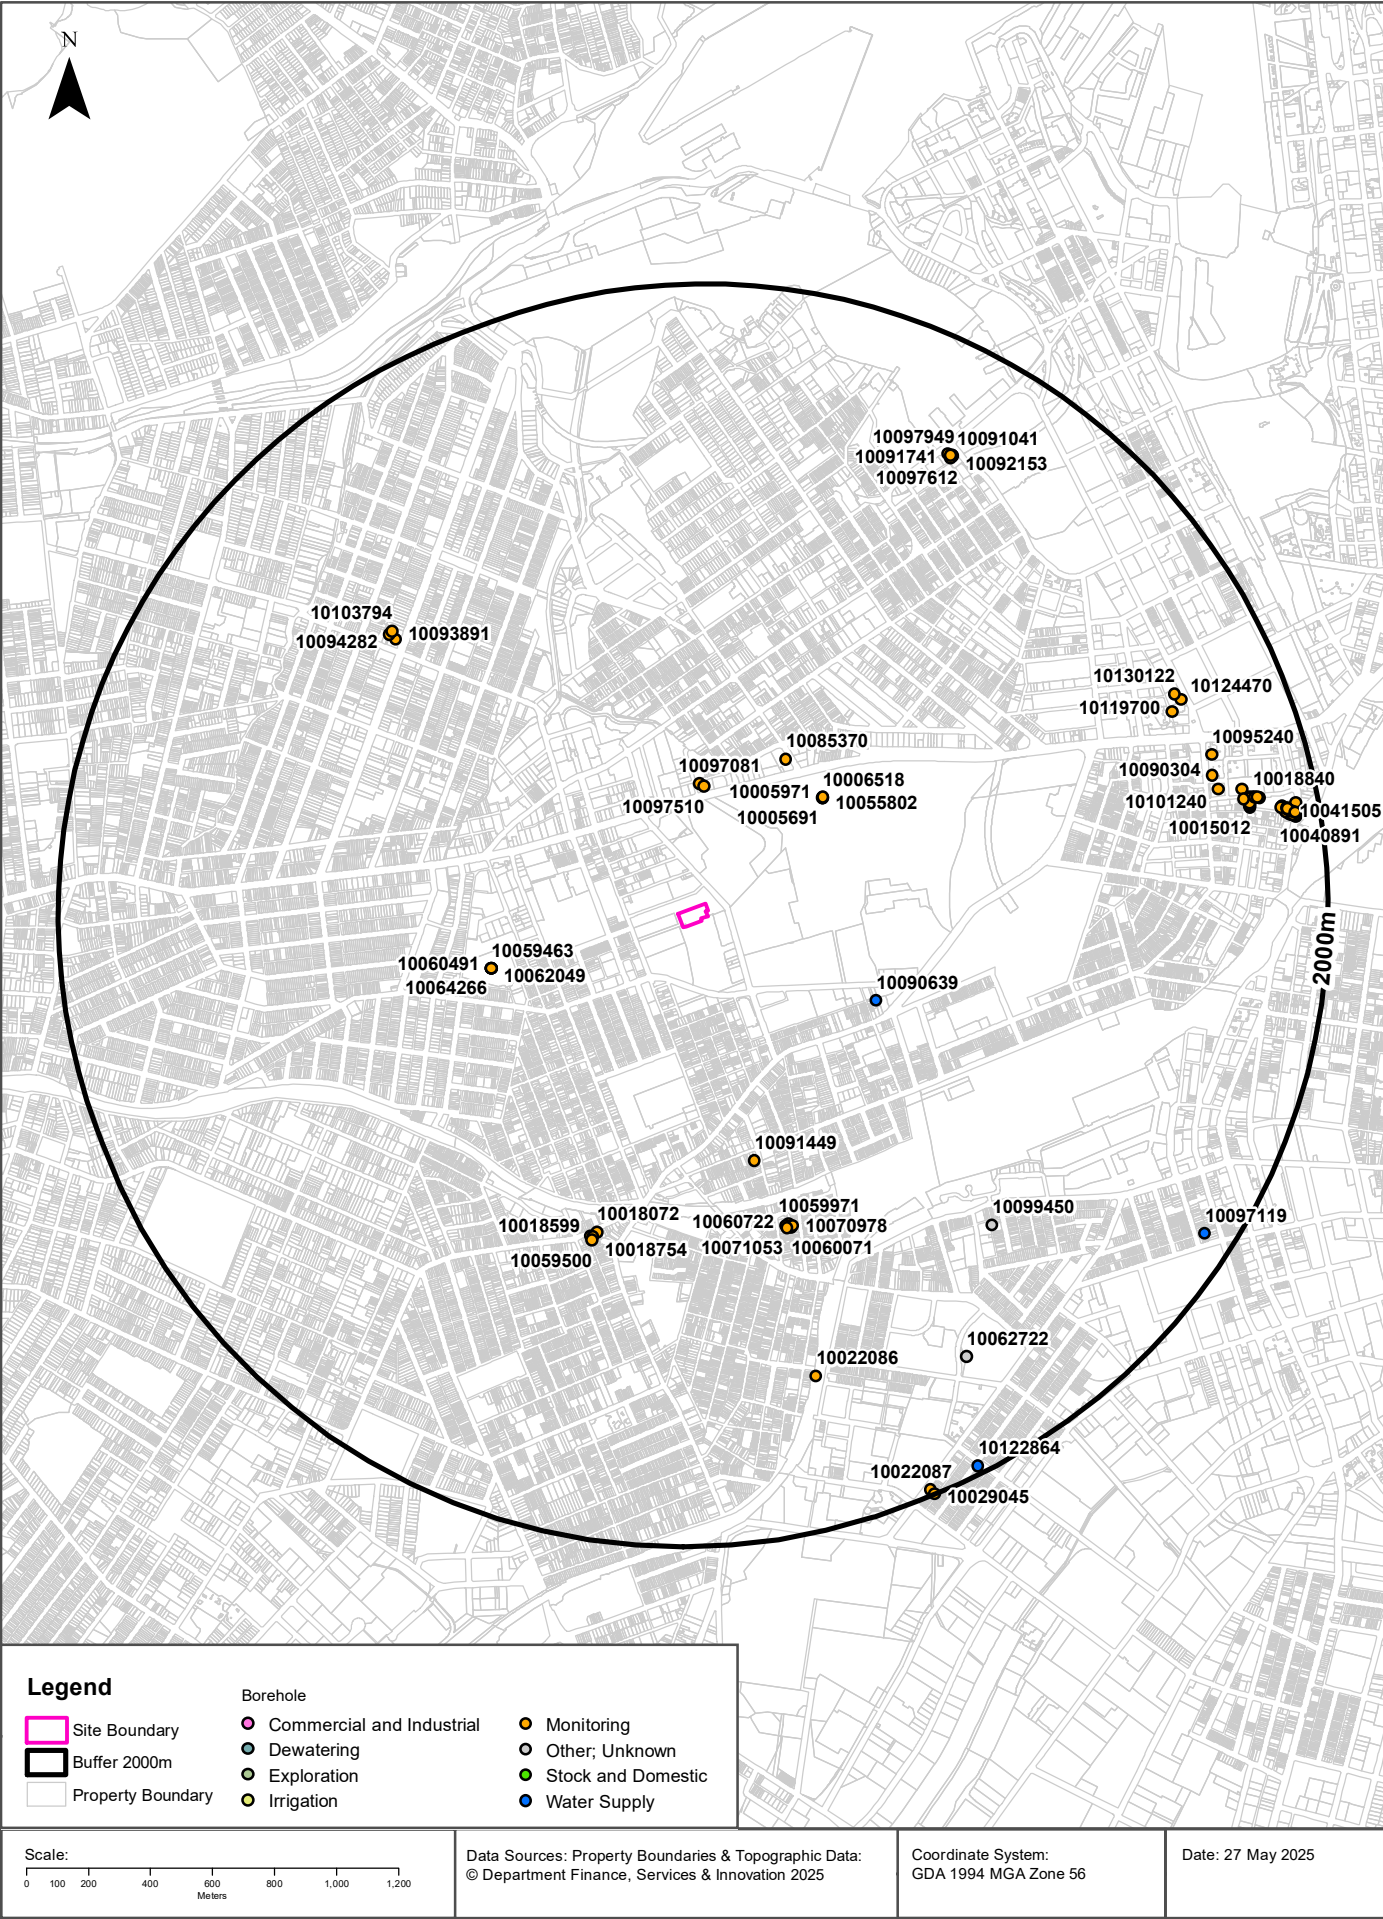 N
10097949
10091041
10091741
10092153
10097612
10103794
10093891
10094282
10130122
10124470
10119700
10095240
10085370
10097081
10090304
10018840
10006518
10005971
10055802
10097510
10101240
10041505
10005691
10015012
10040891
2000m
10059463
10060491
10062049
10064266
10090639
10091449
10059971
10099450
10018072
10097119
10018599
10060722
10070978
10018754
10071053
10060071
10059500
10062722
10022086
10122864
10022087
10029045
Legend
Site Boundary
Buffer 2000m
Property Boundary
Borehole
Commercial and Industrial
Dewatering
Exploration
Irrigation
Monitoring
Other; Unknown
Stock and Domestic
Water Supply
Scale:
0 100 200 400 600 800 1,000 1,200
Meters
Data Sources: Property Boundaries & Topographic Data:
© Department Finance, Services & Innovation 2025
Coordinate System:
GDA 1994 MGA Zone 56
Date: 27 May 2025